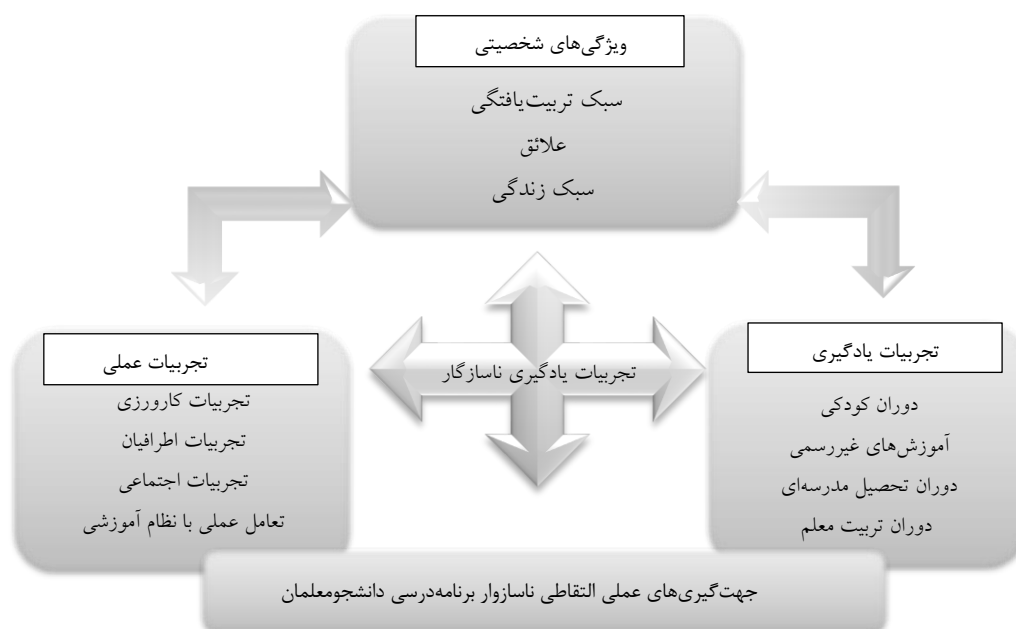 ویژگی‌های شخصیتی
سبک تربیت‌یافتگی
علائق
سبک زندگی
تجربیات یادگیری
دوران کودکی
آموزش‌های غیررسمی
دوران تحصیل مدرسه‌ای
دوران تربیت معلم
تجربیات یادگیری ناسازگار
تجربیات عملی
تجربیات کارورزی
تجربیات اطرافیان
تجربیات اجتماعی
تعامل عملی با نظام آموزشی
جهت‌گیری‌های عملی التقاطی ناسازوار برنامه‌درسی دانشجومعلمان